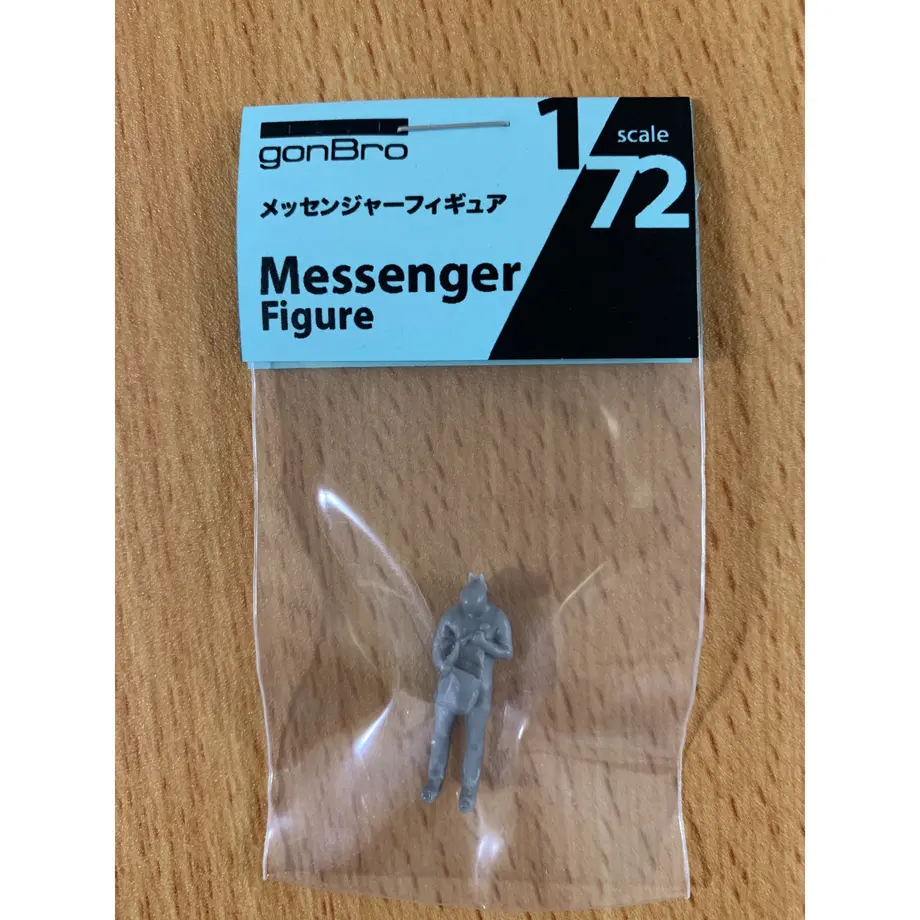 gonBro
1/72
scale
メッセンジャーフィギュア
Messenger
Figure